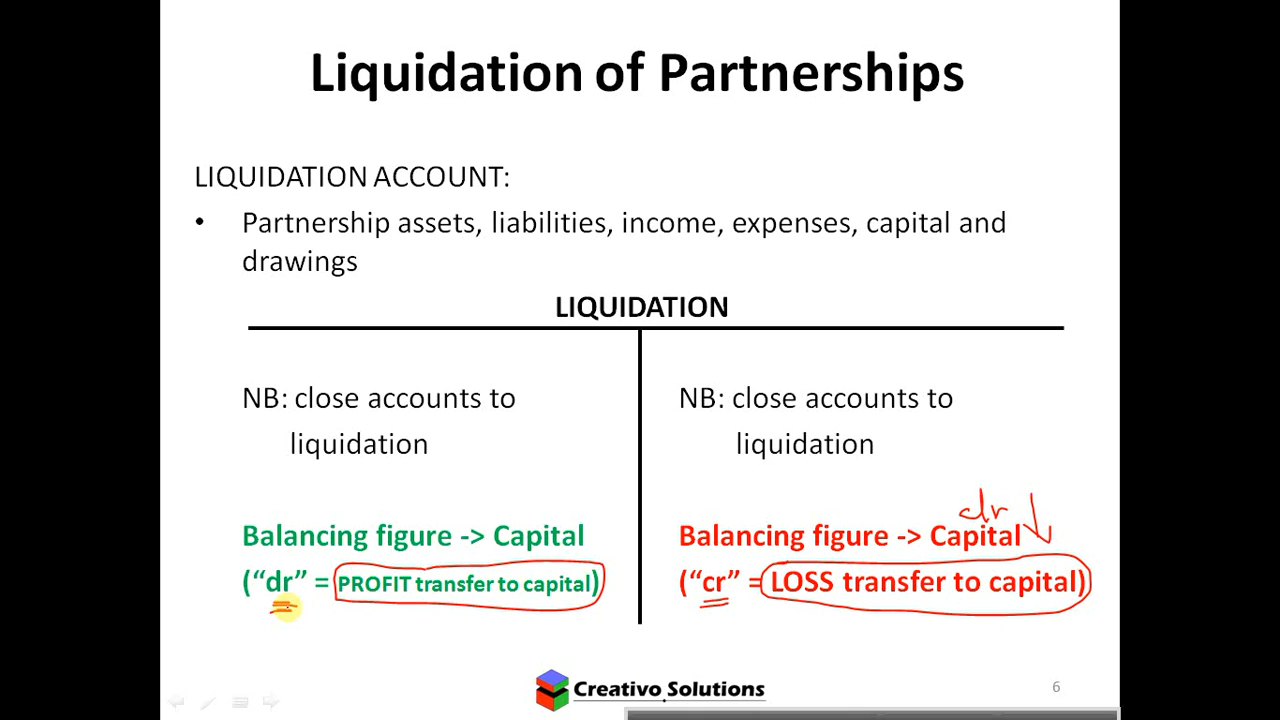 Liquidation of Partnerships
LIQUIDATION ACCOUNT:
• Partnership assets, liabilities, income, expenses, capital and
drawings
LIQUIDATION
NB: close accounts to
liquidation
Balancing figure -> Capital
(“dr” = PROFIT transfer to capital)
NB: close accounts to
liquidation
dr
Balancing figure -> Capital
(“cr” = LOSS transfer to capital)
Creativo Solutions
6